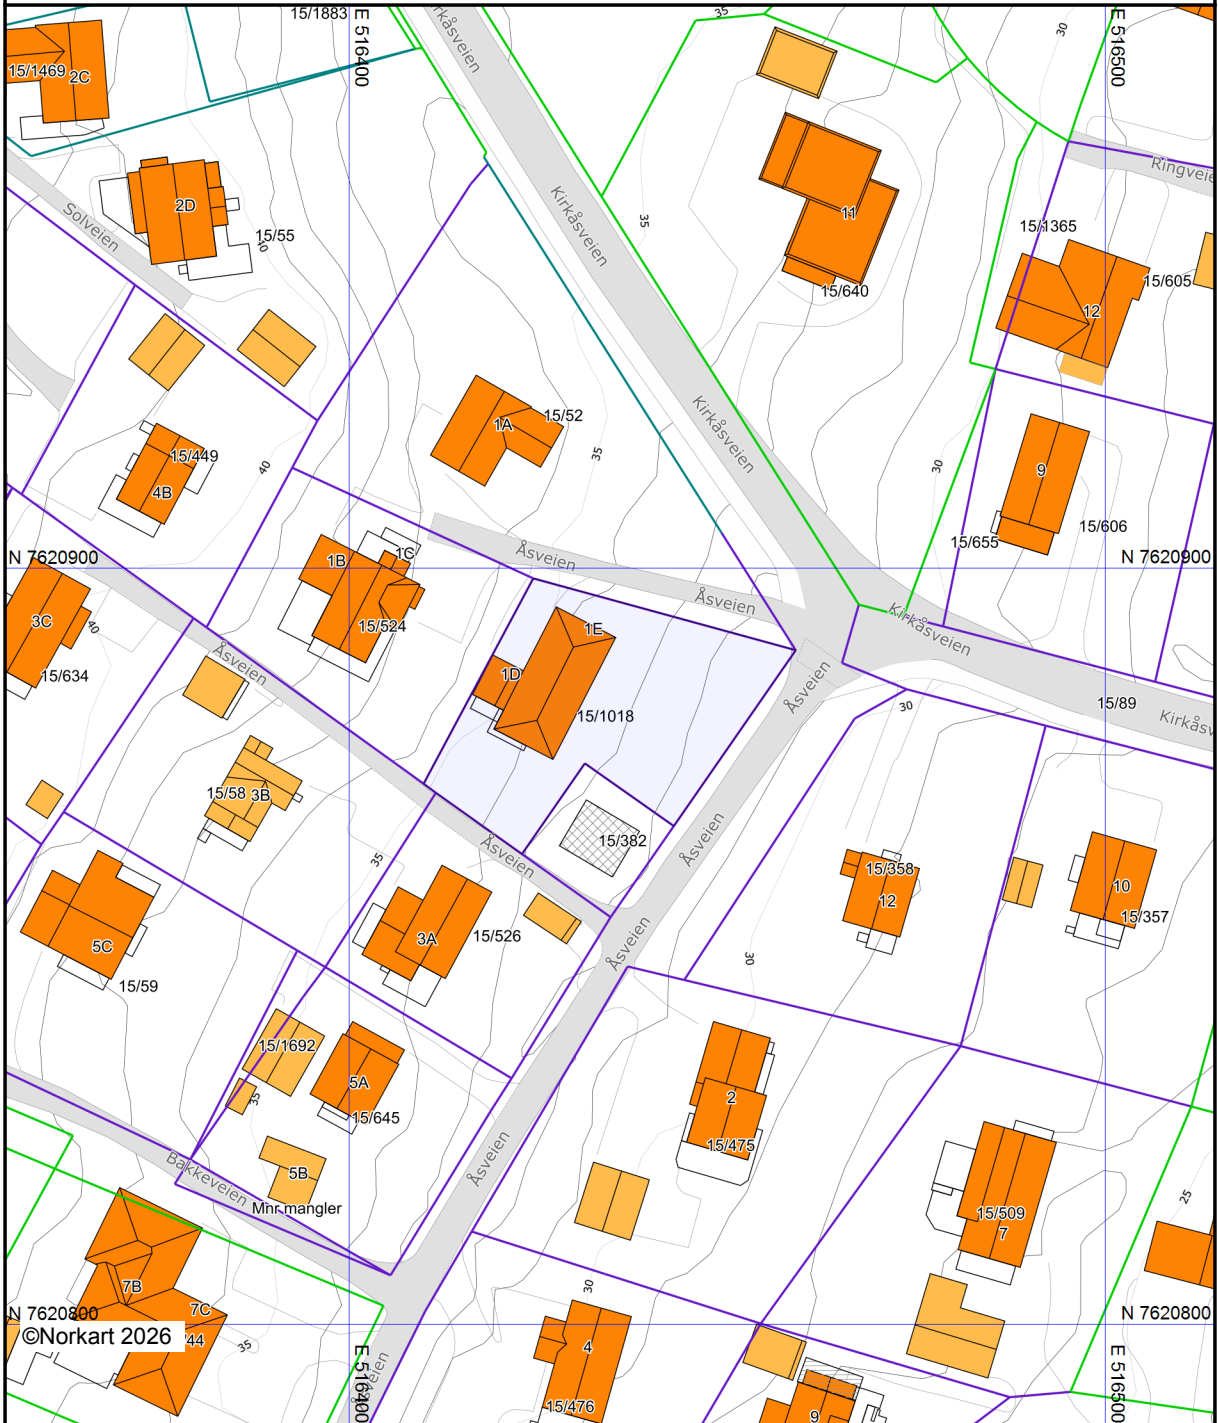 15/1883
E 516400
Kirkåsveien
35
30
E 516500
15/1469
2C
Ringveie
2D
Solveien
40
15/55
Kirkåsveien
35
11
15/640
15/1365
15/605
12
1A
15/52
Kirkåsveien
35
15/449
4B
40
30
9
15/606
15/655
N 7620900
N 7620900
1B
1C
Åsveien
Åsveien
15/524
3C
40
15/634
Åsveien
1E
1D
15/1018
Kirkåsveien
Åsveien
30
15/89
Kirkåsv
15/58
3B
15/382
Åsveien
Åsveien
35
15/358
12
10
15/357
3A
15/526
5C
15/59
Åsveien
30
15/1692
5A
35
15/645
2
15/475
Åsveien
Bakkeveien
5B
Mnr mangler
25
15/509
7
7B
7C
N 7620800
N 7620800
©Norkart 2026
/44
35
30
4
15/476
E 516400
Åsveien
9
E 516500